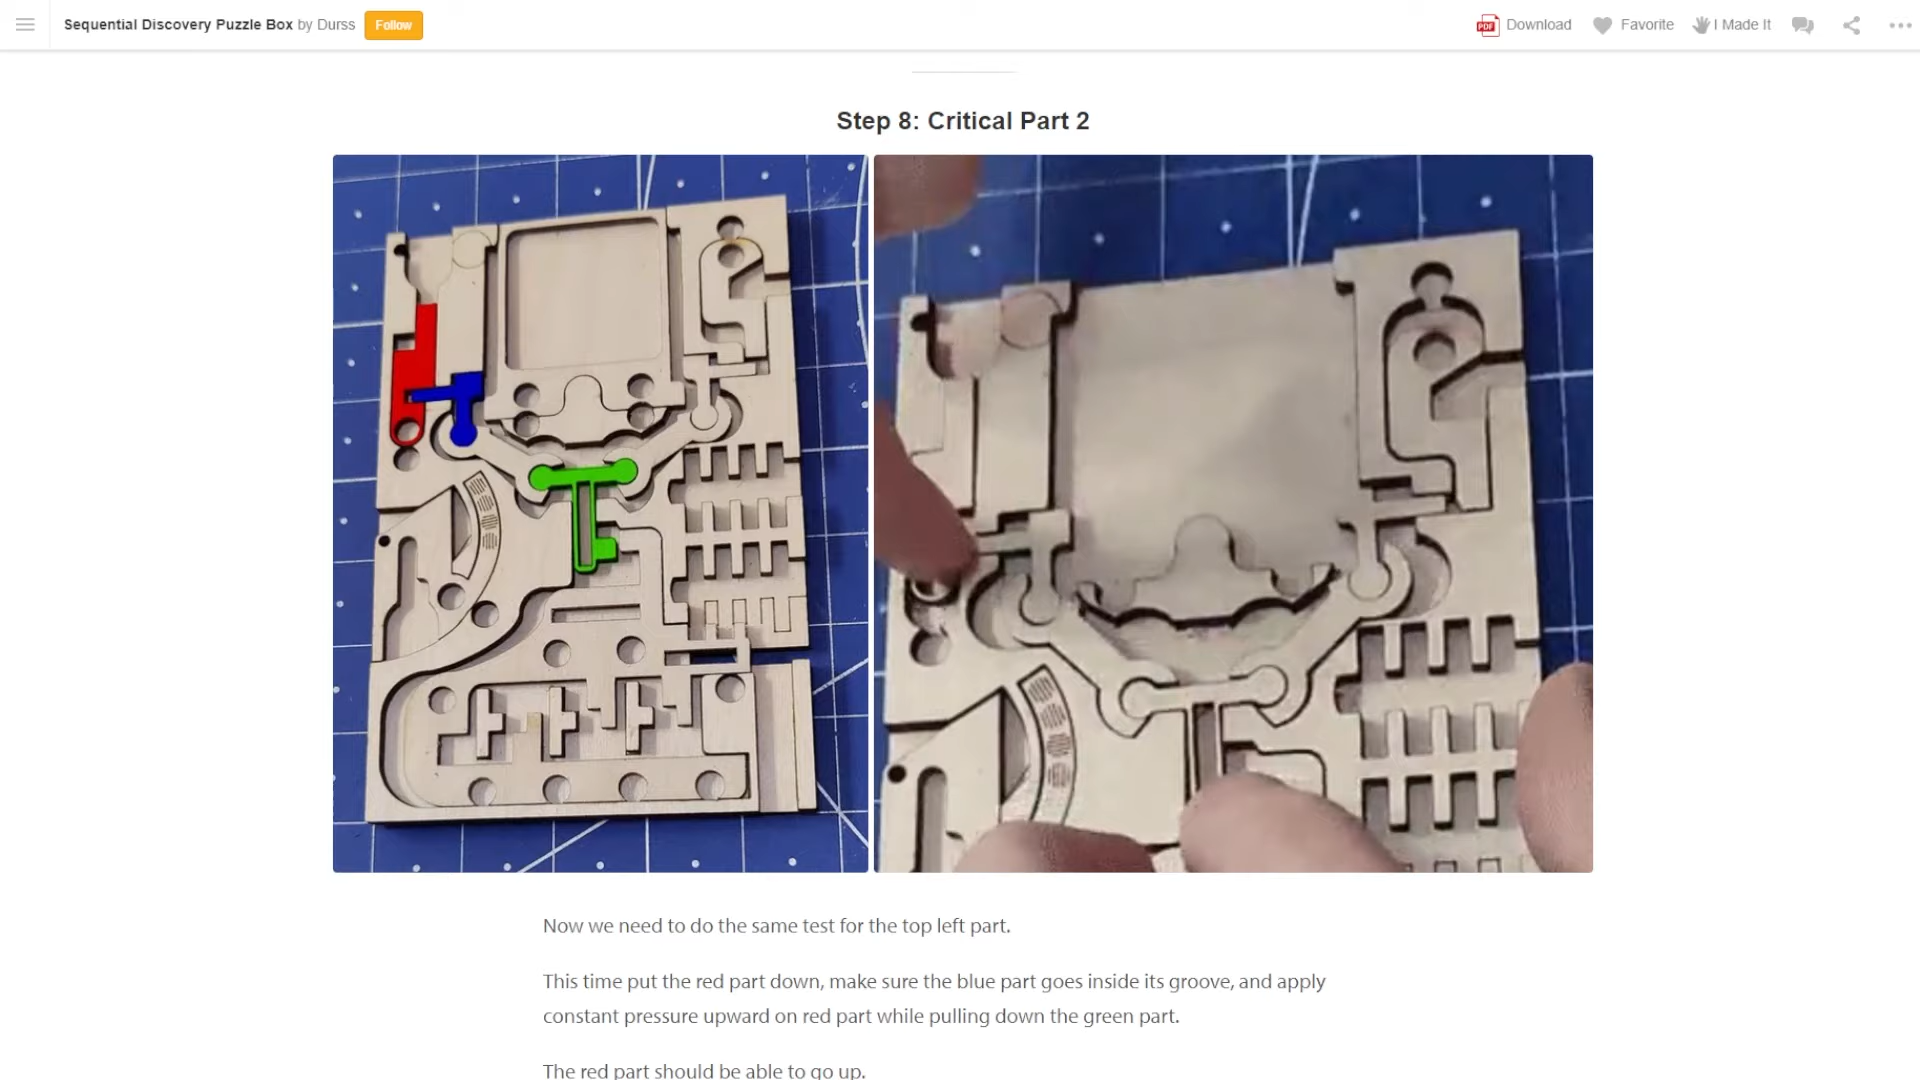 Sequential Discovery Puzzle Box by Durss Follow PDF Download Favorite I Made It
Step 8: Critical Part 2
Now we need to do the same test for the top left part.
This time put the red part down, make sure the blue part goes inside its groove, and apply
constant pressure upward on red part while pulling down the green part.
The red part should be able to go up.